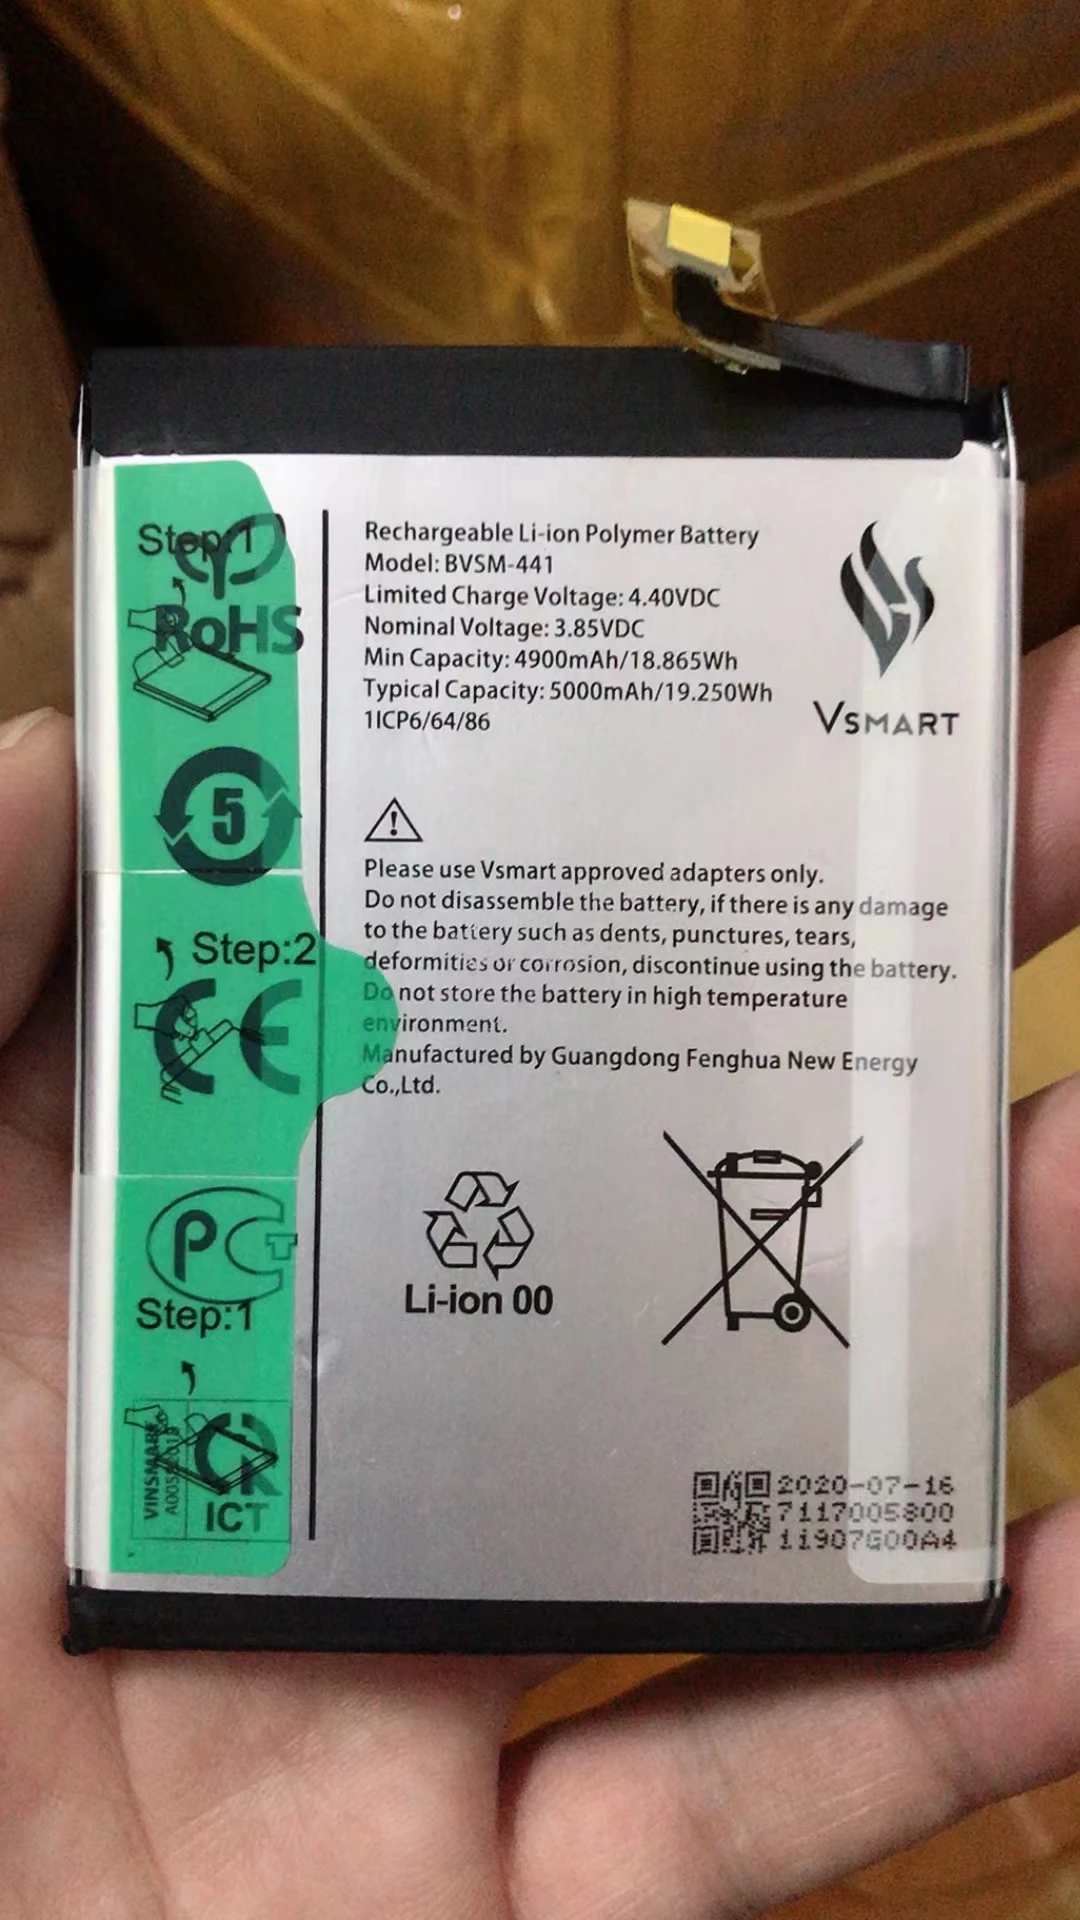 Step:1
RoHS
5
Step:2
CE
PCT
Step:1
VINSMART
ICT
Rechargeable Li-ion Polymer Battery
Model: BVSM-441
Limited Charge Voltage: 4.40VDC
Nominal Voltage: 3.85VDC
Min Capacity: 4900mAh/18.865Wh
Typical Capacity: 5000mAh/19.250Wh
1ICP6/64/86
VSMART
Please use Vsmart approved adapters only.
Do not disassemble the battery, if there is any damage
to the battery such as dents, punctures, tears,
deformities or corrosion, discontinue using the battery.
Do not store the battery in high temperature
environment.
Manufactured by Guangdong Fenghua New Energy
Co.,Ltd.
Li-ion 00
2020-07-16
7117005800
11907G00A4